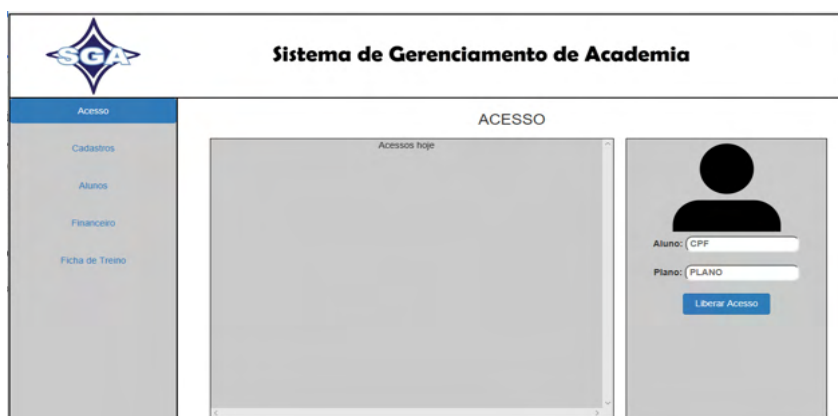 SGA
Sistema de Gerenciamento de Academia
Acesso
Cadastros
Alunos
Financeiro
Ficha de Treino
ACESSO
Acessos hoje
Aluno: CPF
Plano: PLANO
Liberar Acesso